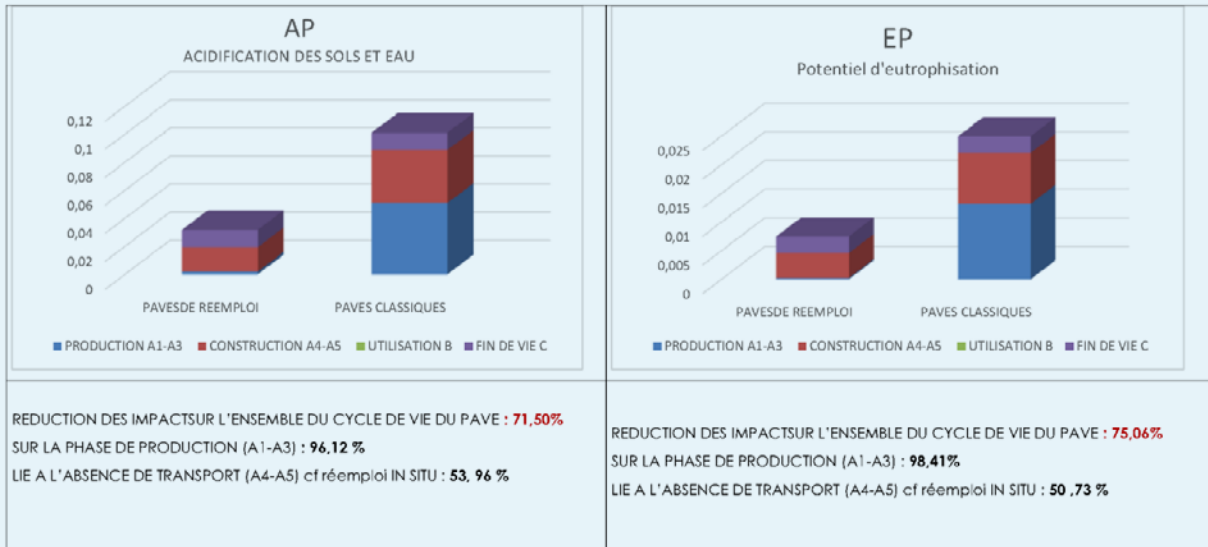 AP
ACIDIFICATION DES SOLS ET EAU
0,12
0,1
0,08
0,06
0,04
0,02
0
PAVESDE REEMPLOI PAVES CLASSIQUES
PRODUCTION A1-A3 CONSTRUCTION A4-A5 UTILISATION B FIN DE VIE C
EP
Potentiel d'eutrophisation
0,025
0,02
0,015
0,01
0,005
0
PAVESDE REEMPLOI PAVES CLASSIQUES
PRODUCTION A1-A3 CONSTRUCTION A4-A5 UTILISATION B FIN DE VIE C
REDUCTION DES IMPACTSUR L'ENSEMBLE DU CYCLE DE VIE DU PAVE : 71,50%
SUR LA PHASE DE PRODUCTION (A1-A3) : 96,12 %
LIE A L'ABSENCE DE TRANSPORT (A4-A5) cf réemploi IN SITU : 53, 96 %
REDUCTION DES IMPACTSUR L'ENSEMBLE DU CYCLE DE VIE DU PAVE : 75,06%
SUR LA PHASE DE PRODUCTION (A1-A3) : 98,41%
LIE A L'ABSENCE DE TRANSPORT (A4-A5) cf réemploi IN SITU : 50 ,73 %